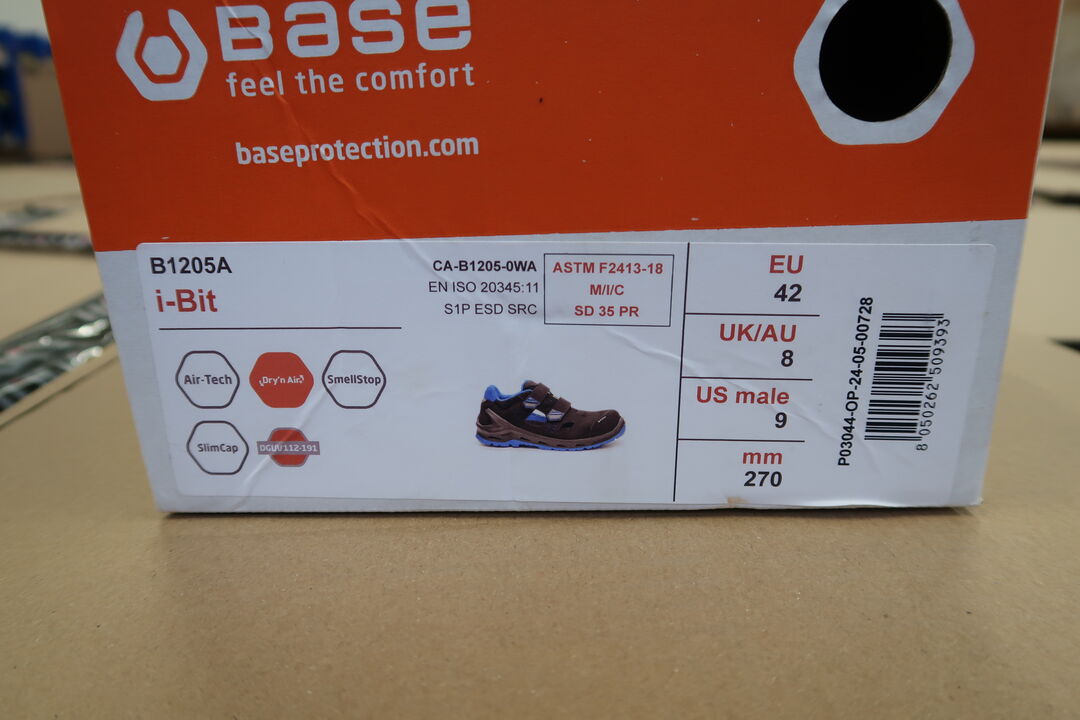 BASE
feel the comfort
baseprotection.com
B1205A
i-Bit
CA-B1205-0WA
EN ISO 20345:11
S1P ESD SRC
ASTM F2413-18
M/I/C
SD 35 PR
Air-Tech
Dry'n Air
SmellStop
SlimCap
DGUV112-191
EU
42
UK/AU
8
US male
9
mm
270
P03044-OP-24-05-00728
8 050262 509393